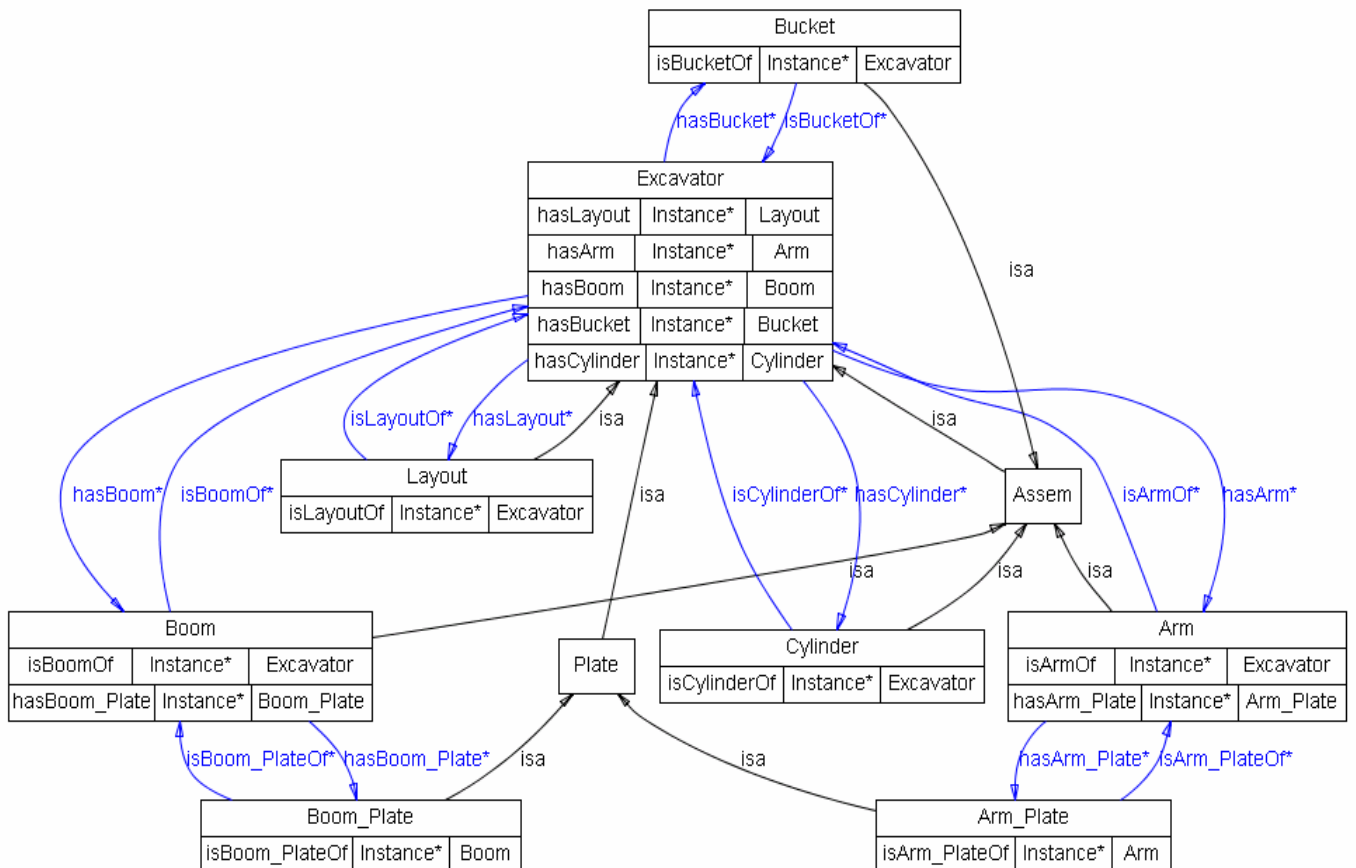 Bucket
isBucketOf Instance* Excavator
hasBucket* isBucketOf*
Excavator
hasLayout Instance* Layout
hasArm Instance* Arm
isa
hasBoom Instance* Boom
hasBucket Instance* Bucket
hasCylinder Instance* Cylinder
isLayoutOf* hasLayout* isa isa
Layout
isLayoutOf Instance* Excavator
hasBoom* isBoomOf* isa isCylinderOf* hasCylinder* Assem isArmOf* hasArm*
isa isa isa
Boom
isBoomOf Instance* Excavator
hasBoom_Plate Instance* Boom_Plate
Plate
Cylinder
isCylinderOf Instance* Excavator
Arm
isArmOf Instance* Excavator
hasArm_Plate Instance* Arm_Plate
isBoom_PlateOf* hasBoom_Plate* isa isa hasArm_Plate* isArm_PlateOf*
Boom_Plate
isBoom_PlateOf Instance* Boom
Arm_Plate
isArm_PlateOf Instance* Arm